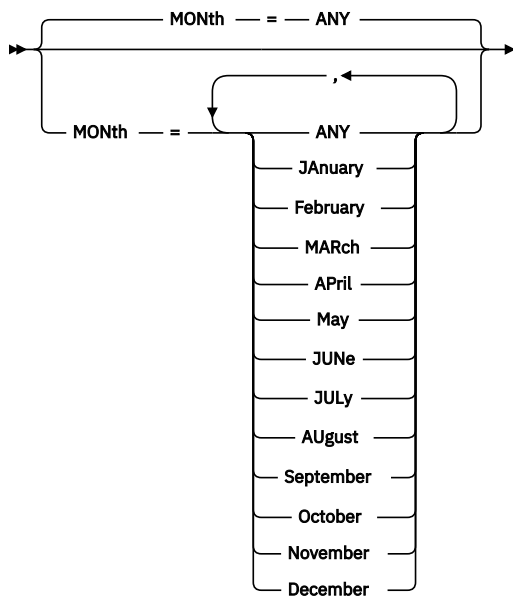 MONth = ANY
,
MONth = ANY
JAnuary
February
MARch
APril
May
JUNe
JULy
AUgust
September
October
November
December